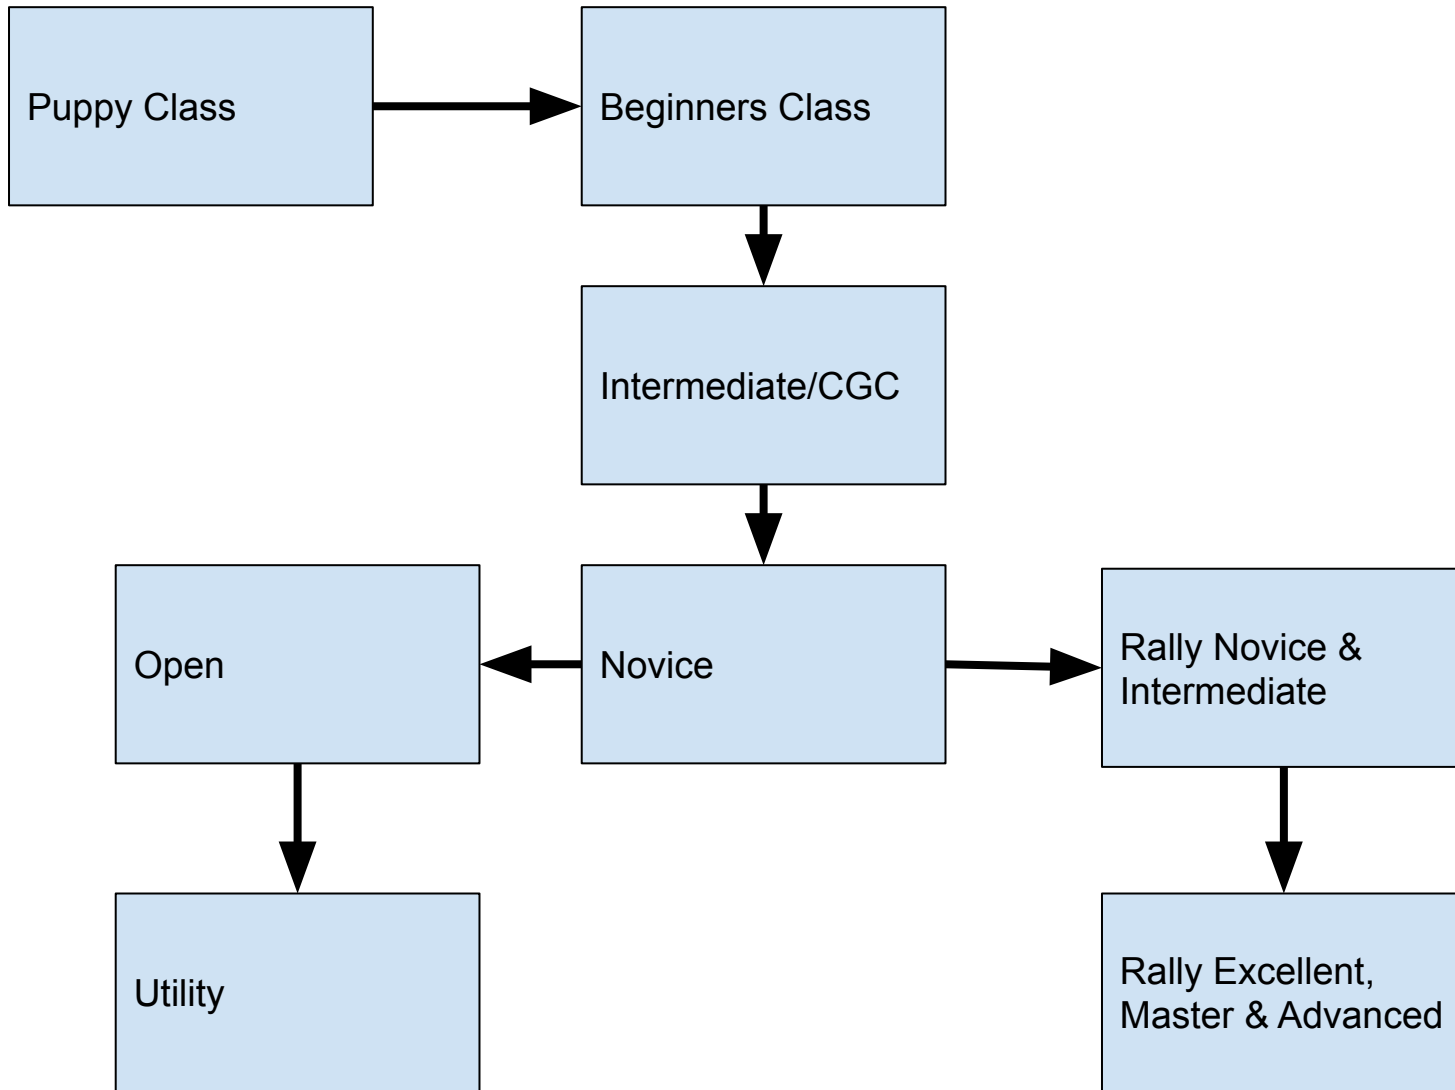 Puppy Class
Beginners Class
Intermediate/CGC
Open
Novice
Rally Novice &
Intermediate
Utility
Rally Excellent,
Master & Advanced